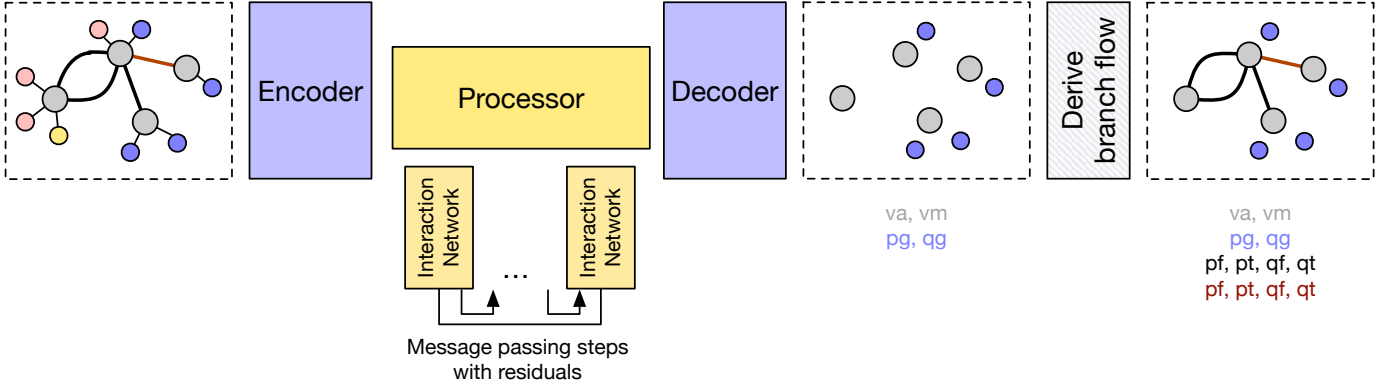 Encoder
Processor
Decoder
Derive
branch flow
Interaction
Network
...
Interaction
Network
Message passing steps
with residuals
va, vm
pg, qg
va, vm
pg, qg
pf, pt, qf, qt
pf, pt, qf, qt